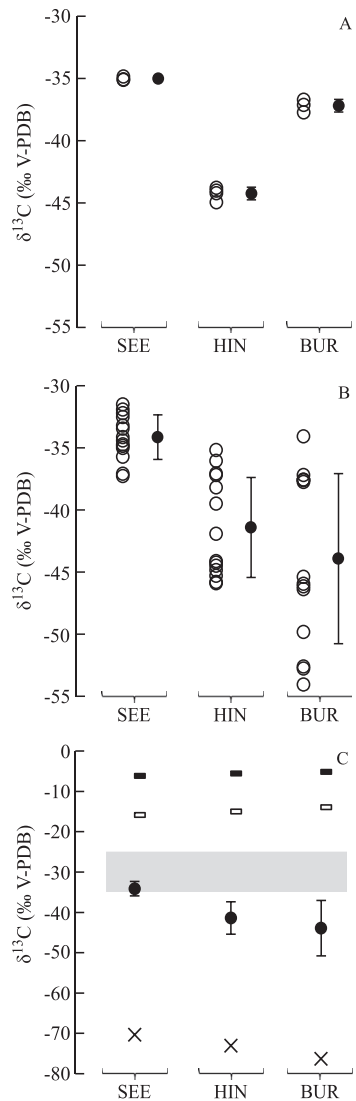 A
-30
-35
-40
-45
-50
-55
δ13C (‰ V-PDB)
SEE HIN BUR
B
-30
-35
-40
-45
-50
-55
δ13C (‰ V-PDB)
SEE HIN BUR
C
0
-10
-20
-30
-40
-50
-60
-70
-80
δ13C (‰ V-PDB)
SEE HIN BUR